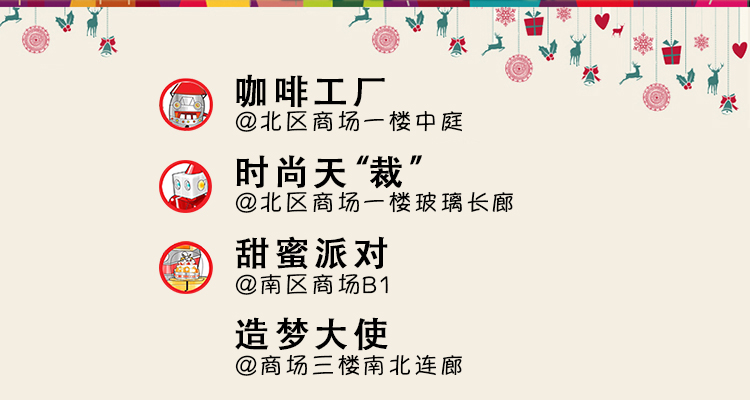 咖啡工厂
@北区商场一楼中庭
时尚天“裁”
@北区商场一楼玻璃长廊
甜蜜派对
@南区商场B1
造梦大使
@商场三楼南北连廊